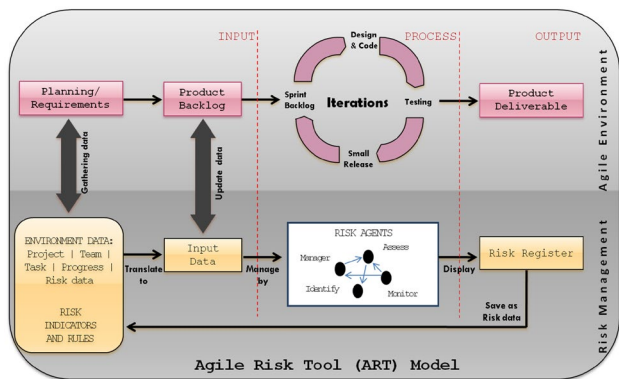 INPUT
PROCESS
OUTPUT
Planning/
Requirements
Product
Backlog
Design
& Code
Sprint
Backlog
Iterations
Testing
Small
Release
Product
Deliverable
Agile Environment
Gathering data
Update data
ENVIRONMENT DATA:
Project | Team |
Task | Progress |
Risk data
RISK
INDICATORS
AND RULES
Translate
to
Input
Data
Manage
by
RISK AGENTS
Assess
Manager
Identify
Monitor
Display
Risk Register
Save as
Risk data
Risk Management
Agile Risk Tool (ART) Model